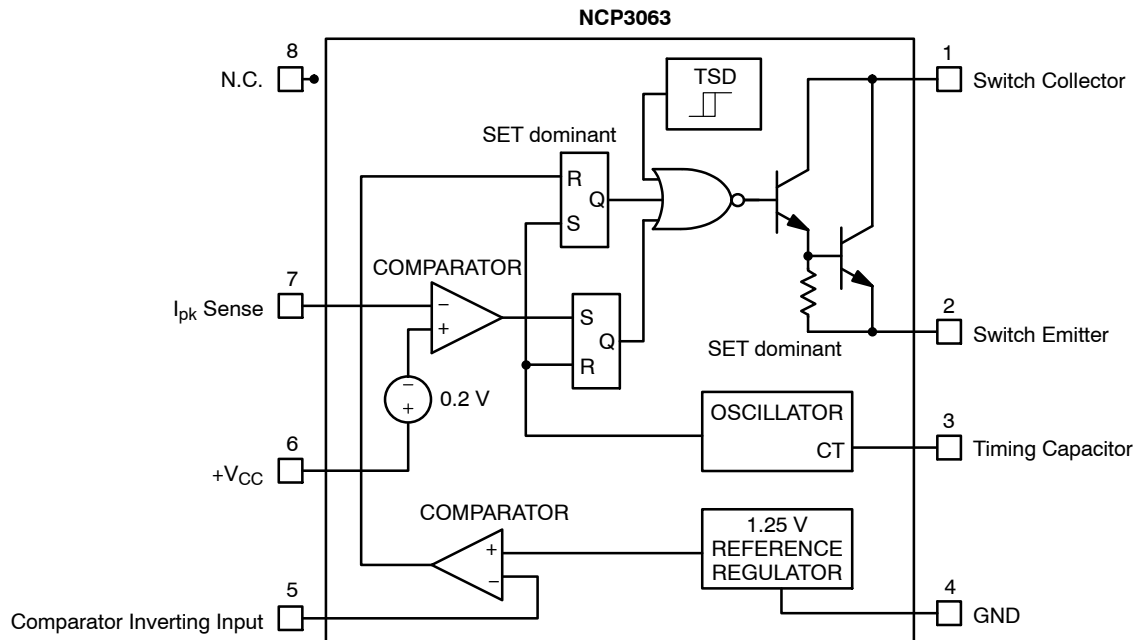 NCP3063
8
N.C.
1
Switch Collector
TSD
SET dominant
R
Q
S
COMPARATOR
7
Ipk Sense
−
+
S
Q
R
2
Switch Emitter
SET dominant
−
+
0.2 V
OSCILLATOR
CT
3
Timing Capacitor
6
+VCC
COMPARATOR
+
−
1.25 V
REFERENCE
REGULATOR
5
Comparator Inverting Input
4
GND